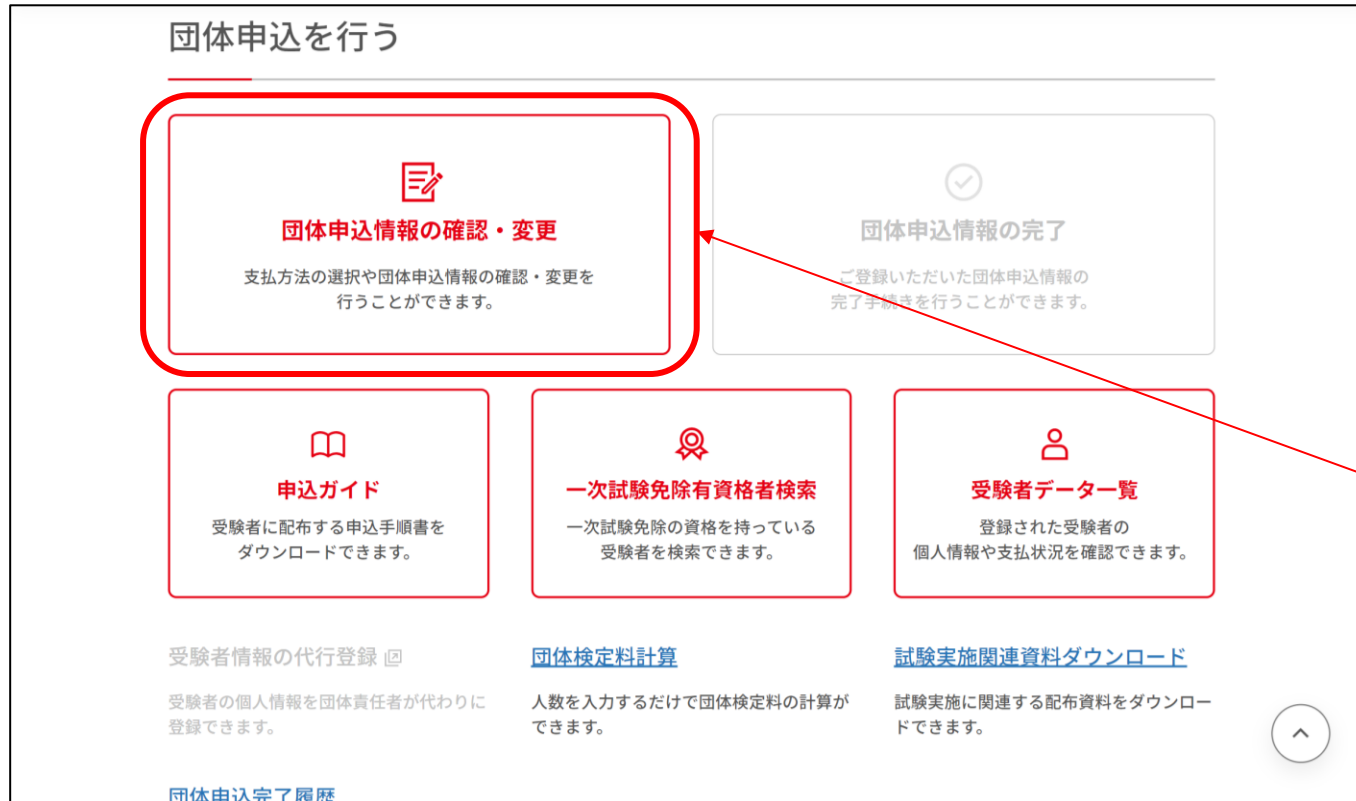 団体申込を行う
団体申込情報の確認・変更
支払方法の選択や団体申込情報の確認・変更を
行うことができます。
団体申込情報の完了
ご登録いただいた団体申込情報の
完了手続きを行うことができます。
申込ガイド
受験者に配布する申込手順書を
ダウンロードできます。
一次試験免除有資格者検索
一次試験免除の資格を持っている
受験者を検索できます。
受験者データ一覧
登録された受験者の
個人情報や支払状況を確認できます。
受験者情報の代行登録
受験者の個人情報を団体責任者が代わりに
登録できます。
団体検定料計算
人数を入力するだけで団体検定料の計算が
できます。
試験実施関連資料ダウンロード
試験実施に関連する配布資料をダウンロー
ドできます。
団体申込完了履歴